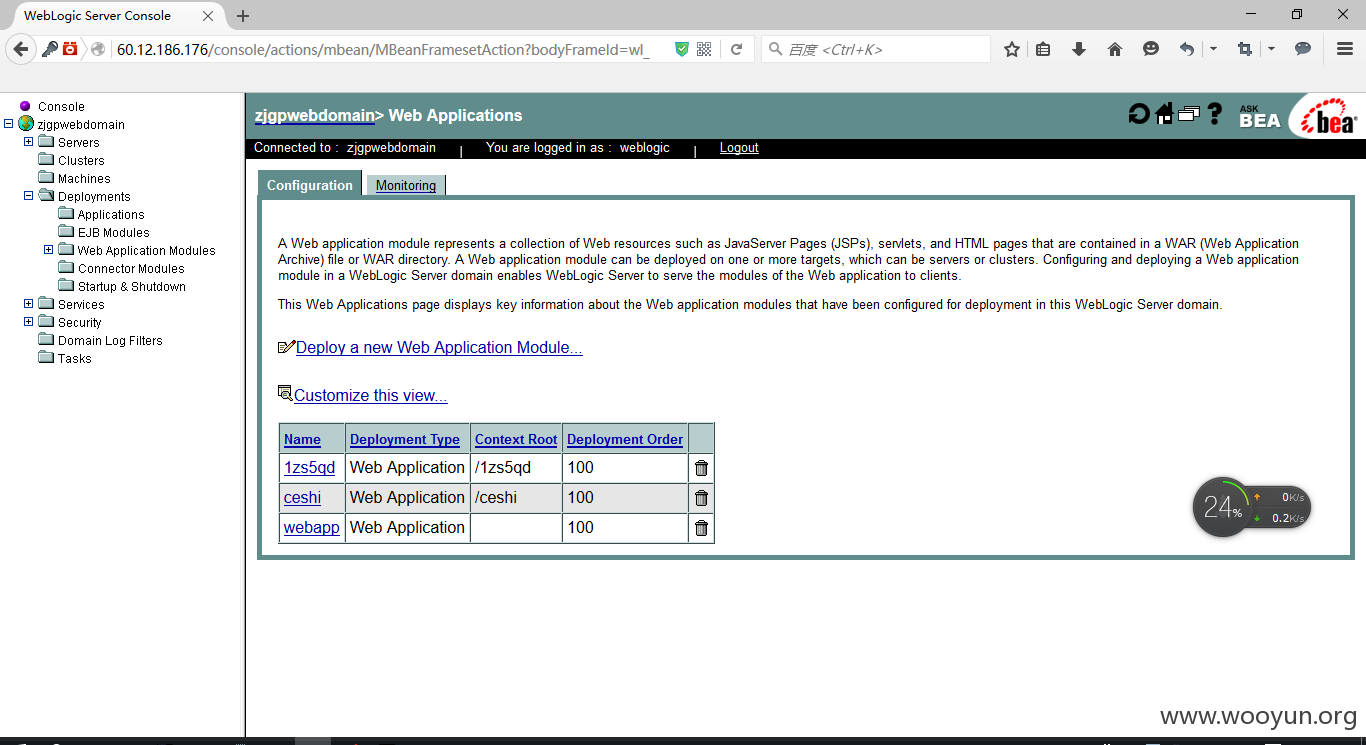 WebLogic Server Console
60.12.186.176/console/actions/mbean/MBeanFramesetAction?bodyFrameId=wl_
百度 <Ctrl+K>
Console
zjgpwebdomain
Servers
Clusters
Machines
Deployments
Applications
EJB Modules
Web Application Modules
Connector Modules
Startup & Shutdown
Services
Security
Domain Log Filters
Tasks
zjgpwebdomain> Web Applications
ASK
BEA
bea
Connected to : zjgpwebdomain | You are logged in as : weblogic | Logout
Configuration Monitoring
A Web application module represents a collection of Web resources such as JavaServer Pages (JSPs), servlets, and HTML pages that are contained in a WAR (Web Application
Archive) file or WAR directory. A Web application module can be deployed on one or more targets, which can be servers or clusters. Configuring and deploying a Web application
module in a WebLogic Server domain enables WebLogic Server to serve the modules of the Web application to clients.
This Web Applications page displays key information about the Web application modules that have been configured for deployment in this WebLogic Server domain.
Deploy a new Web Application Module...
Customize this view...
Name Deployment Type Context Root Deployment Order
1zs5qd Web Application /1zs5qd 100
ceshi Web Application /ceshi 100
webapp Web Application 100
24%
0K/s
0.2K/s
www.wooyun.org